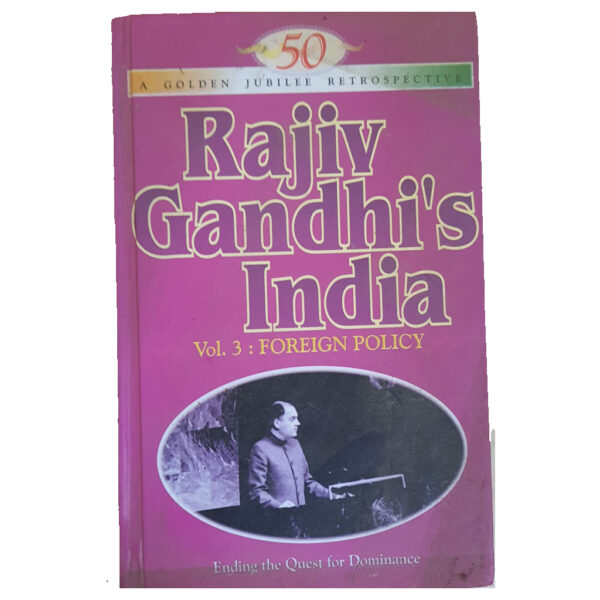 50
A GOLDEN JUBILEE RETROSPECTIVE
Rajiv
Gandhi's
India
Vol. 3 : FOREIGN POLICY
Ending the Quest for Dominance